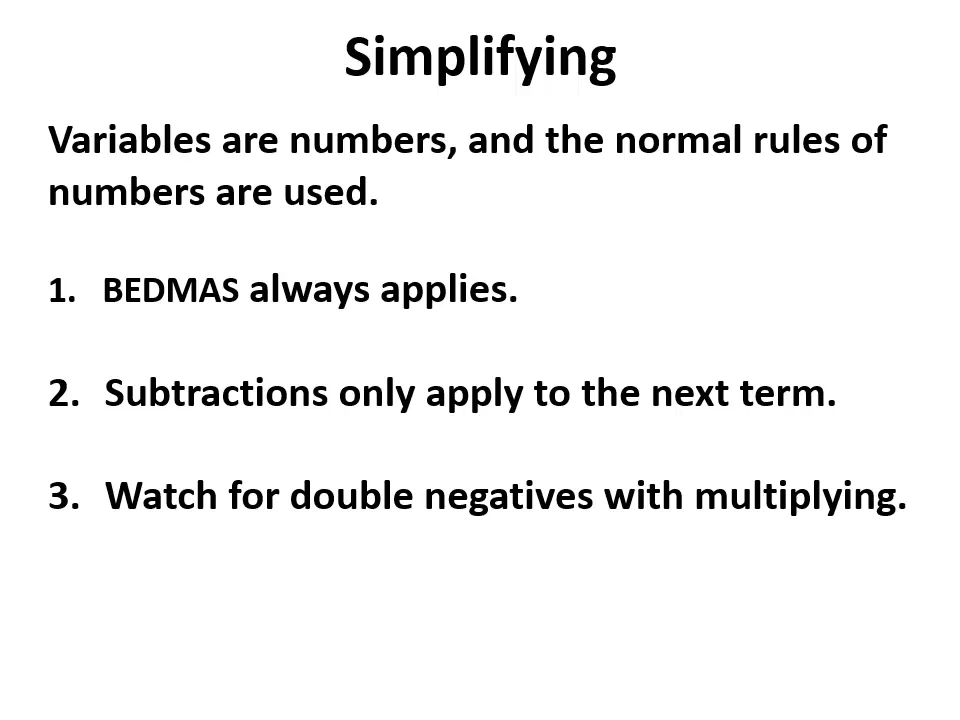 Simplifying
Variables are numbers, and the normal rules of
numbers are used.
1. BEDMAS always applies.
2. Subtractions only apply to the next term.
3. Watch for double negatives with multiplying.